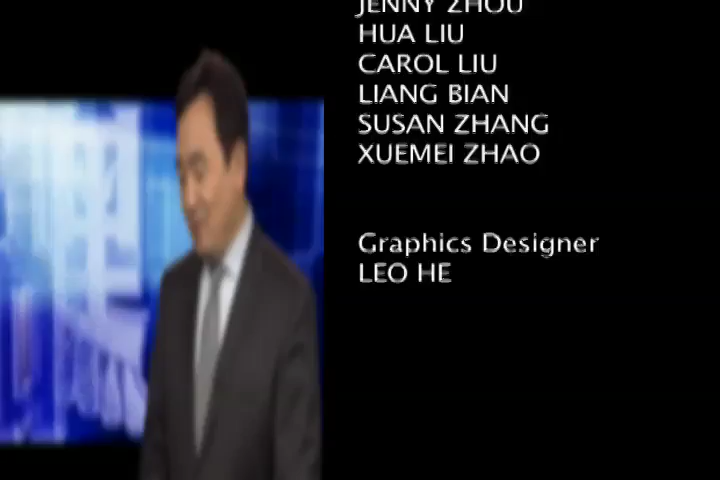 JENNY ZHOU
HUA LIU
CAROL LIU
LIANG BIAN
SUSAN ZHANG
XUEMEI ZHAO
Graphics Designer
LEO HE